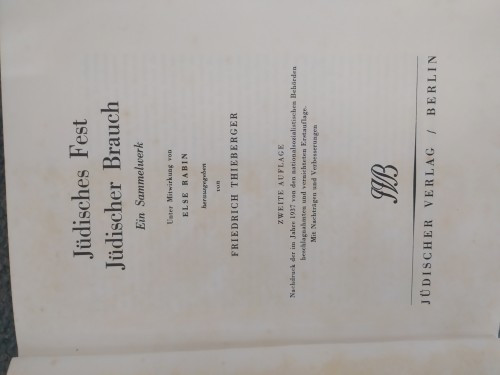 Jüdisches Fest
Jüdischer Brauch
Ein Sammelwerk
Unter Mitwirkung von
ELSE RABIN
herausgegeben
von
FRIEDRICH THIEBERGER
ZWEITE AUFLAGE
Nachdruck der im Jahre 1937 von den nationalsozialistischen Behörden
beschlagnahmten und vernichteten Erstauflage.
Mit Nachträgen und Verbesserungen
JVB
JÜDISCHER VERLAG / BERLIN